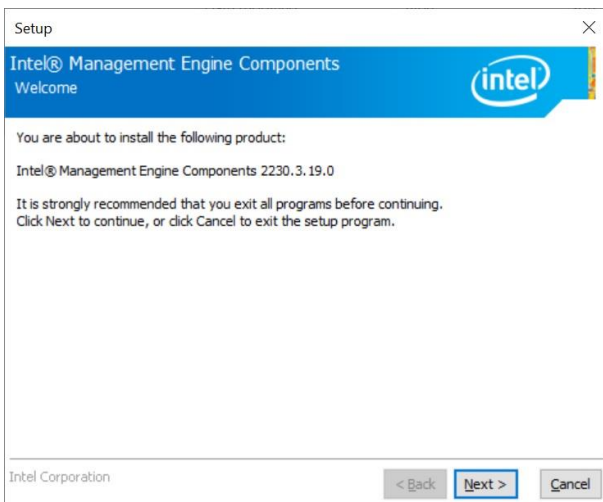 Setup
Intel® Management Engine Components
Welcome
intel
You are about to install the following product:
Intel® Management Engine Components 2230.3.19.0
It is strongly recommended that you exit all programs before continuing.
Click Next to continue, or click Cancel to exit the setup program.
Intel Corporation
< Back
Next >
Cancel